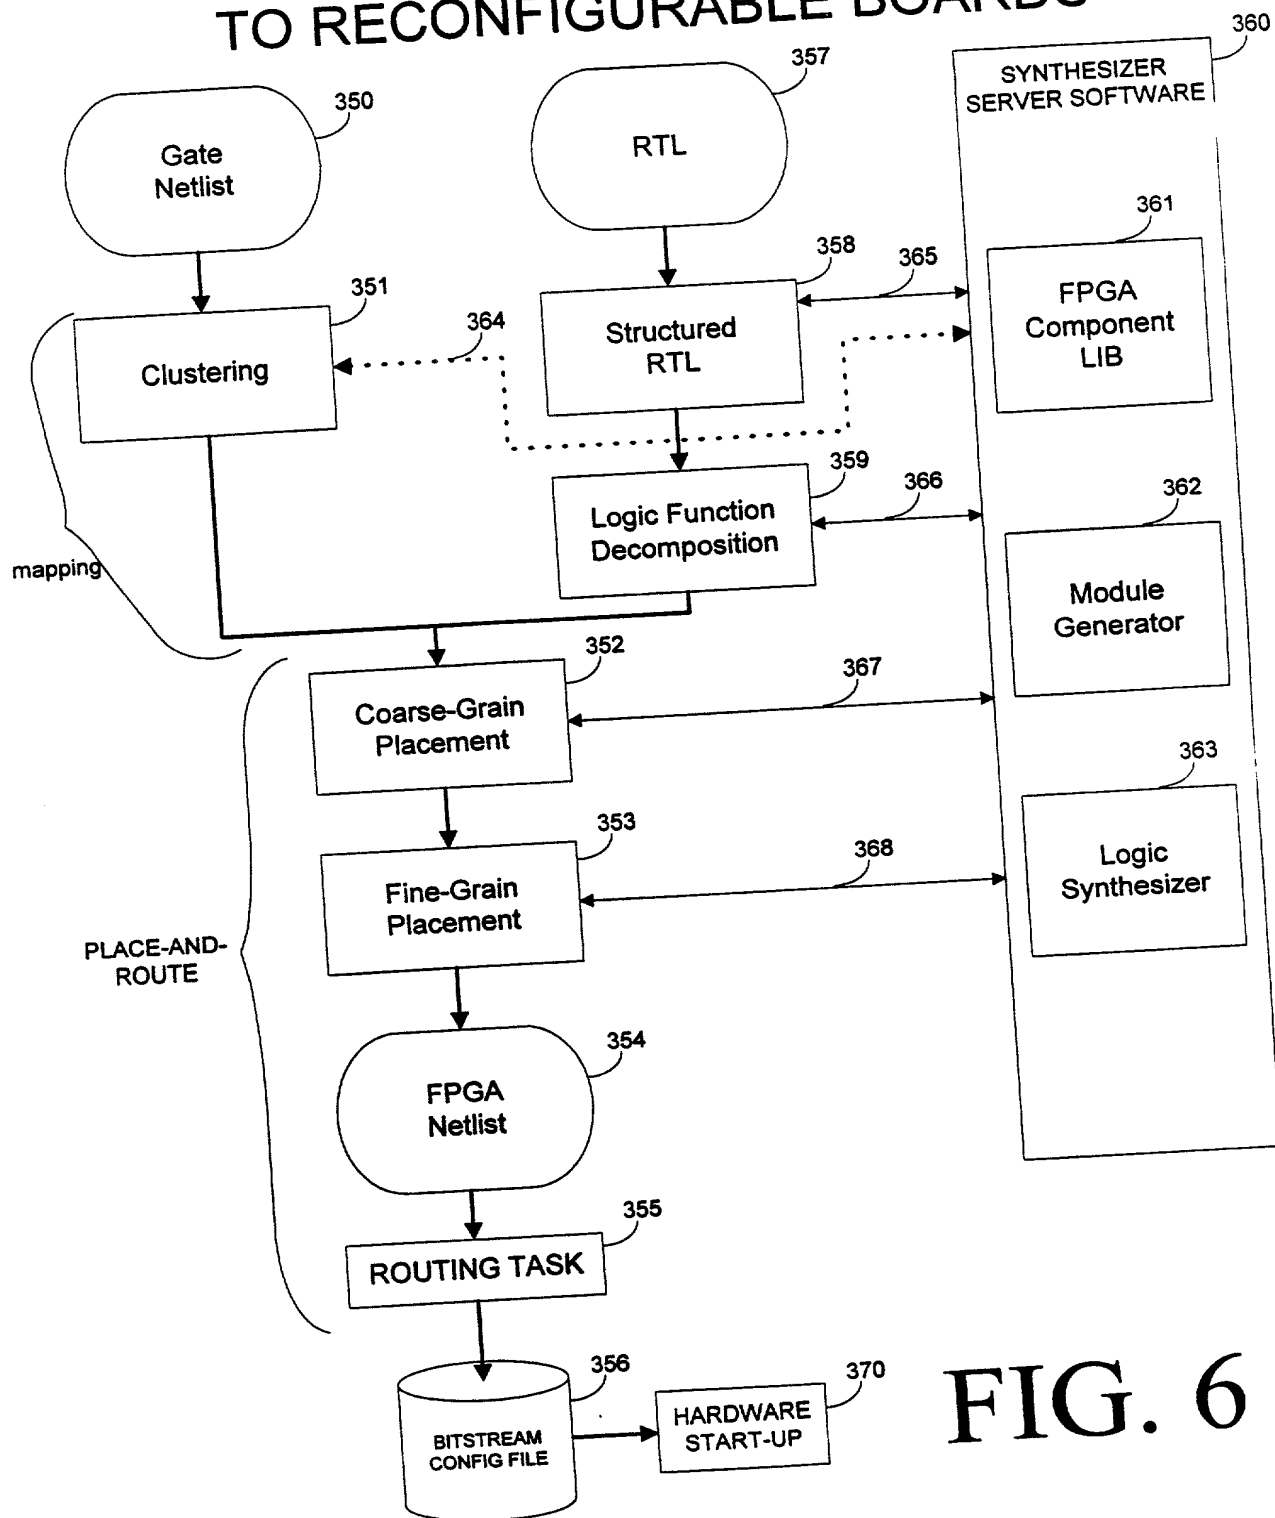 TO RECONFIGURABLE BOARDS
360
357
SYNTHESIZER
SERVER SOFTWARE
350
Gate
Netlist
RTL
361
358
365
351
364
FPGA
Component
LIB
Structured
RTL
Clustering
359
366
362
Logic Function
Decomposition
mapping
Module
Generator
352
367
Coarse-Grain
Placement
363
353
368
Logic
Synthesizer
Fine-Grain
Placement
PLACE-AND-
ROUTE
354
FPGA
Netlist
355
ROUTING TASK
356
370
HARDWARE
START-UP
BITSTREAM
CONFIG FILE
FIG. 6